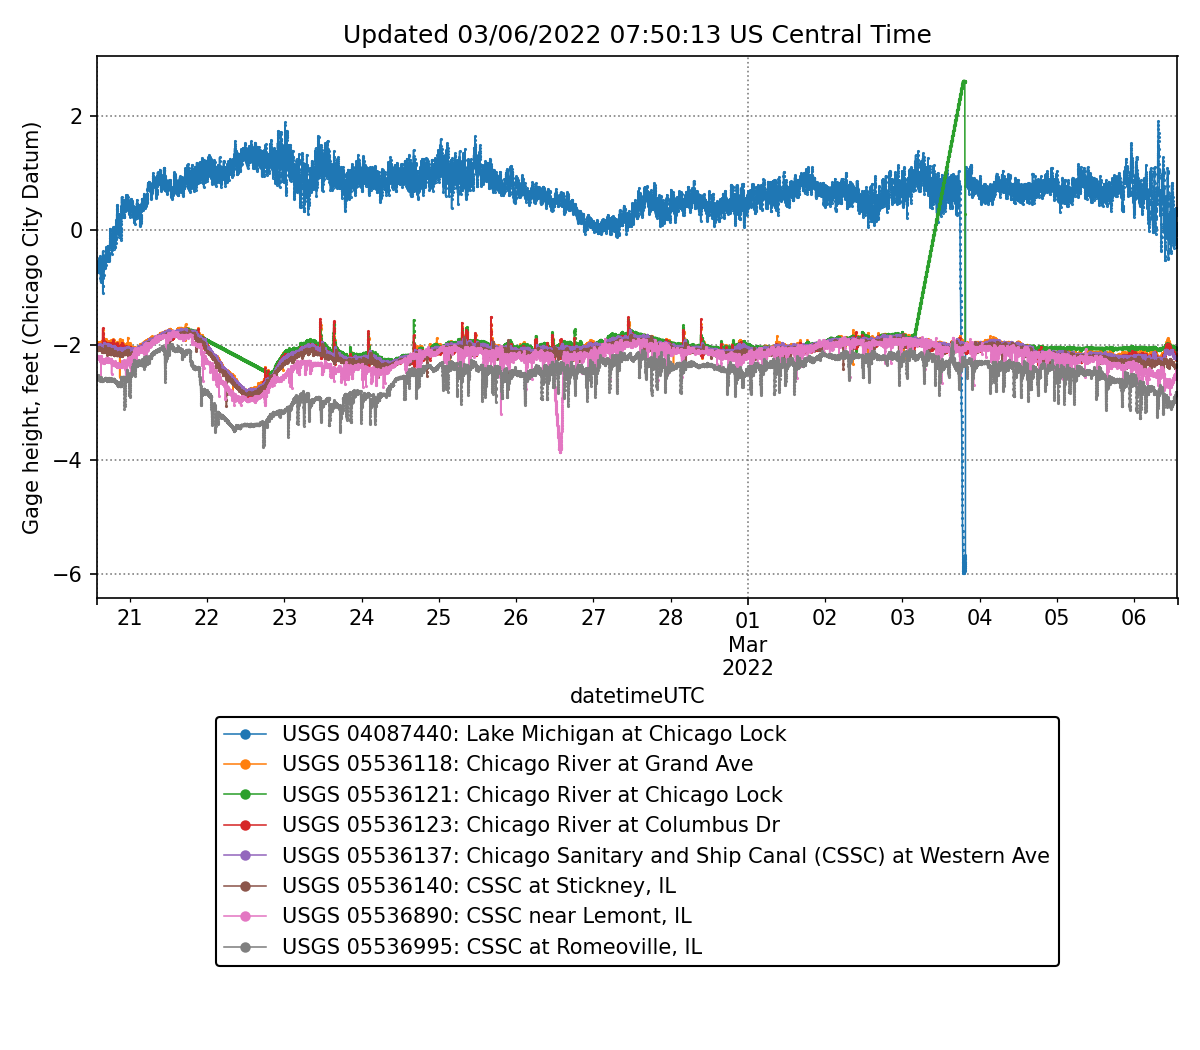 Updated 03/06/2022 07:50:13 US Central Time
Gage height, feet (Chicago City Datum)
2
0
−2
−4
−6
21 22 23 24 25 26 27 28 01 02 03 04 05 06
Mar
2022
datetimeUTC
USGS 04087440: Lake Michigan at Chicago Lock
USGS 05536118: Chicago River at Grand Ave
USGS 05536121: Chicago River at Chicago Lock
USGS 05536123: Chicago River at Columbus Dr
USGS 05536137: Chicago Sanitary and Ship Canal (CSSC) at Western Ave
USGS 05536140: CSSC at Stickney, IL
USGS 05536890: CSSC near Lemont, IL
USGS 05536995: CSSC at Romeoville, IL